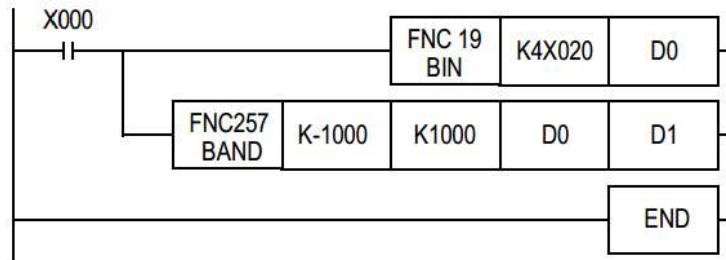 X000
FNC 19
BIN
K4X020
D0
FNC257
BAND
K-1000
K1000
D0
D1
END